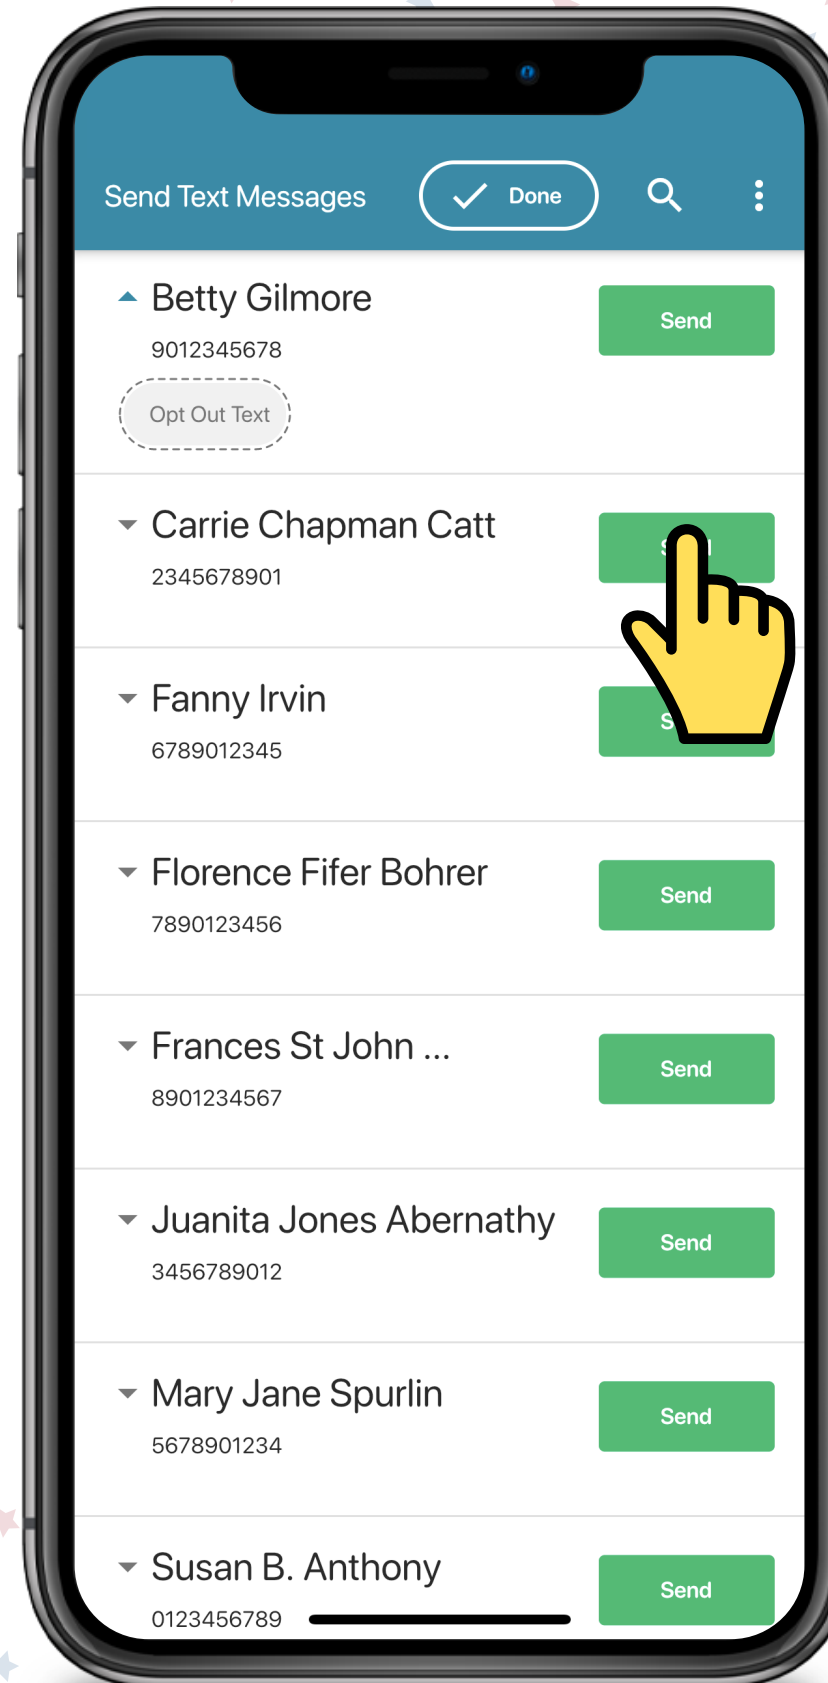 Send Text Messages
Done
Betty Gilmore
Send
9012345678
Opt Out Text
Carrie Chapman Catt
2345678901
Fanny Irvin
6789012345
Florence Fifer Bohrer
Send
7890123456
Frances St John ...
Send
8901234567
Juanita Jones Abernathy
Send
3456789012
Mary Jane Spurlin
Send
5678901234
Susan B. Anthony
Send
0123456789